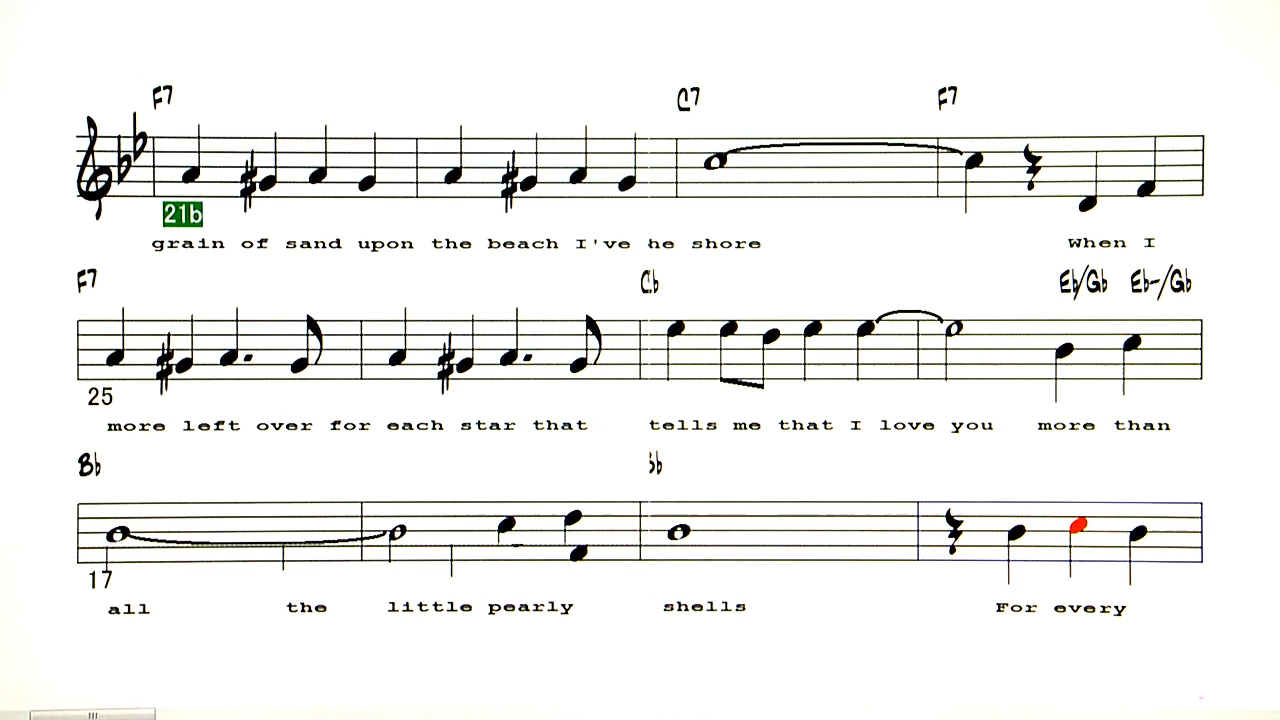 F7 C7 F7
21b
grain of sand upon the beach I've he shore When I
F7 Cb Eb/Gb Eb-/Gb
25
more left over for each star that tells me that I love you more than
Bb
17
all the little pearly shells For every